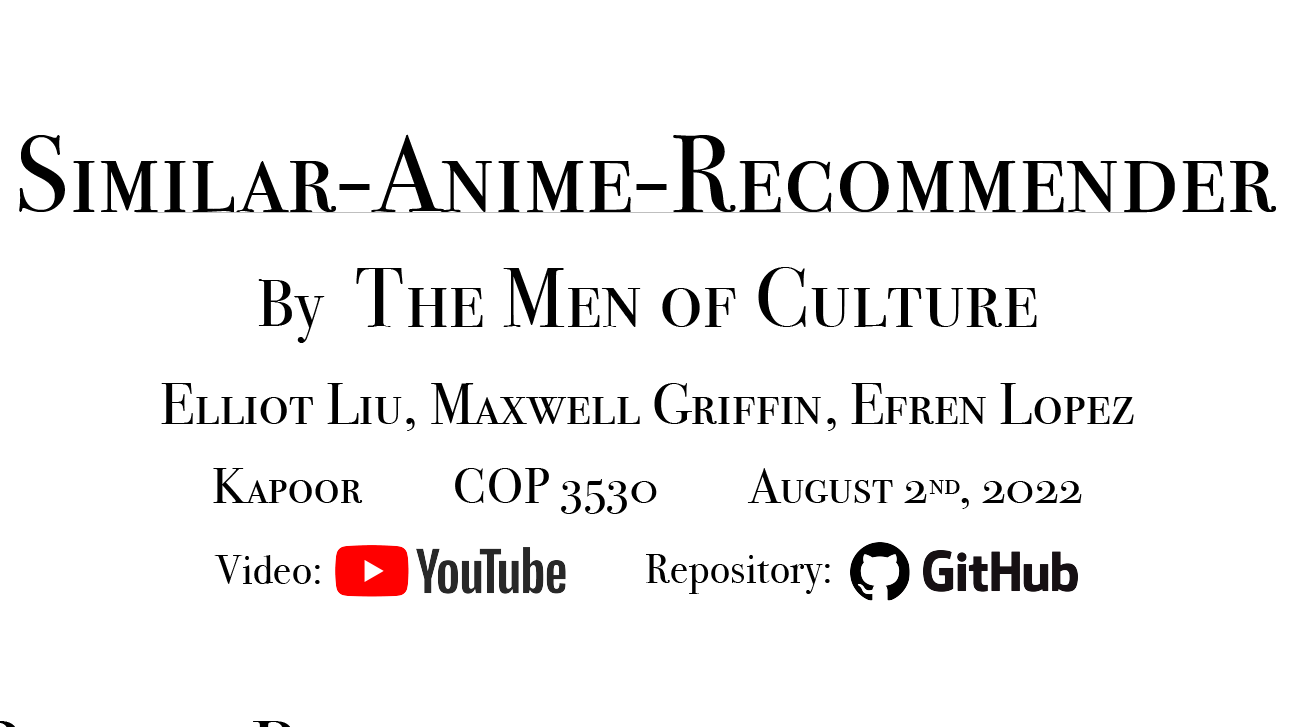 Similar-Anime-Recommender
By The Men of Culture
Elliot Liu, Maxwell Griffin, Efren Lopez
Kapoor COP 3530 August 2nd, 2022
Video: YouTube Repository: GitHub